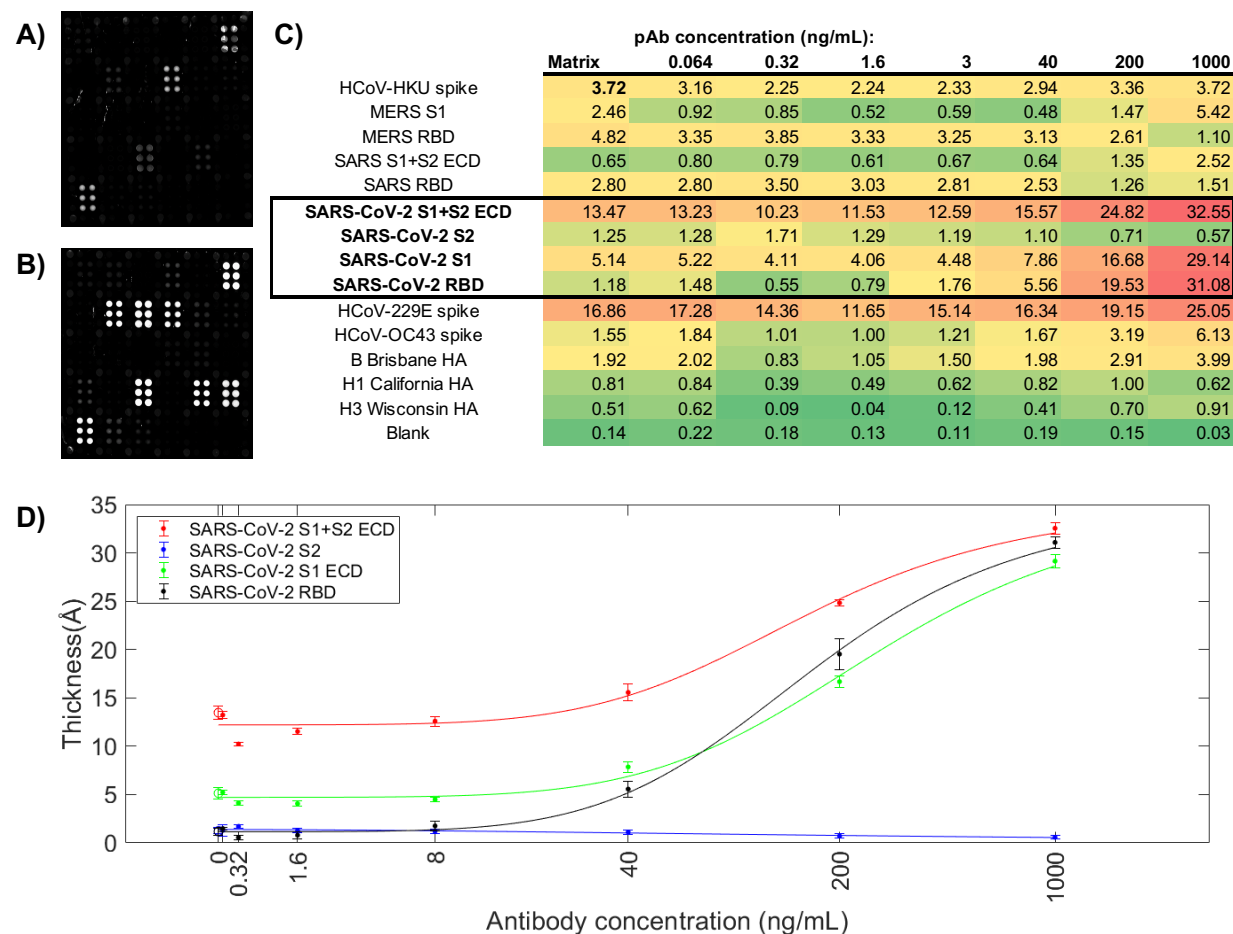 A)
B)
C)
pAb concentration (ng/mL):
Matrix 0.064 0.32 1.6 3 40 200 1000
HCoV-HKU spike 3.72 3.16 2.25 2.24 2.33 2.94 3.36 3.72
MERS S1 2.46 0.92 0.85 0.52 0.59 0.48 1.47 5.42
MERS RBD 4.82 3.35 3.85 3.33 3.25 3.13 2.61 1.10
SARS S1+S2 ECD 0.65 0.80 0.79 0.61 0.67 0.64 1.35 2.52
SARS RBD 2.80 2.80 3.50 3.03 2.81 2.53 1.26 1.51
SARS-CoV-2 S1+S2 ECD 13.47 13.23 10.23 11.53 12.59 15.57 24.82 32.55
SARS-CoV-2 S2 1.25 1.28 1.71 1.29 1.19 1.10 0.71 0.57
SARS-CoV-2 S1 5.14 5.22 4.11 4.06 4.48 7.86 16.68 29.14
SARS-CoV-2 RBD 1.18 1.48 0.55 0.79 1.76 5.56 19.53 31.08
HCoV-229E spike 16.86 17.28 14.36 11.65 15.14 16.34 19.15 25.05
HCoV-OC43 spike 1.55 1.84 1.01 1.00 1.21 1.67 3.19 6.13
B Brisbane HA 1.92 2.02 0.83 1.05 1.50 1.98 2.91 3.99
H1 California HA 0.81 0.84 0.39 0.49 0.62 0.82 1.00 0.62
H3 Wisconsin HA 0.51 0.62 0.09 0.04 0.12 0.41 0.70 0.91
Blank 0.14 0.22 0.18 0.13 0.11 0.19 0.15 0.03
D)
35
30
25
20
15
10
5
0
Thickness(Å)
SARS-CoV-2 S1+S2 ECD
SARS-CoV-2 S2
SARS-CoV-2 S1 ECD
SARS-CoV-2 RBD
0 0.32 1.6 8 40 200 1000
Antibody concentration (ng/mL)